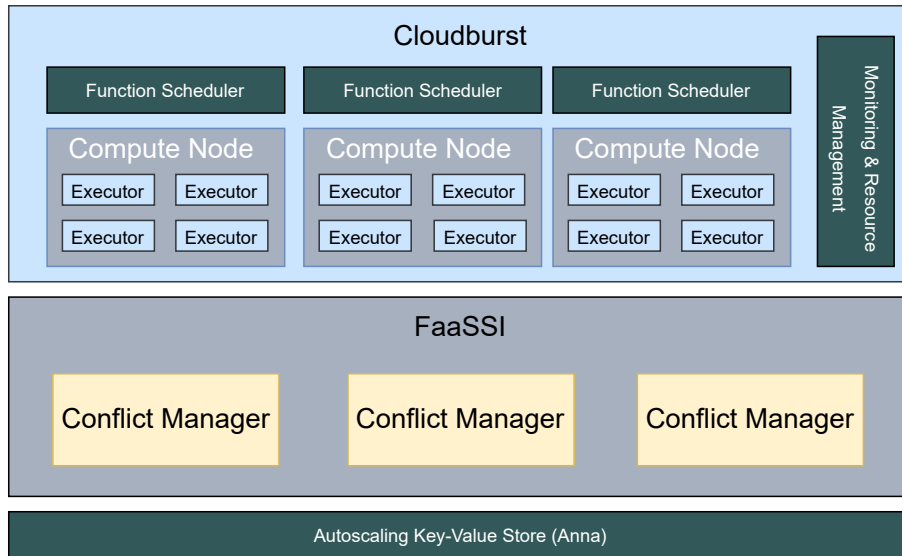 Cloudburst
Function Scheduler
Function Scheduler
Function Scheduler
Monitoring & Resource
Management
Compute Node
Compute Node
Compute Node
Executor
Executor
Executor
Executor
Executor
Executor
Executor
Executor
Executor
Executor
Executor
Executor
FaaSSI
Conflict Manager
Conflict Manager
Conflict Manager
Autoscaling Key-Value Store (Anna)